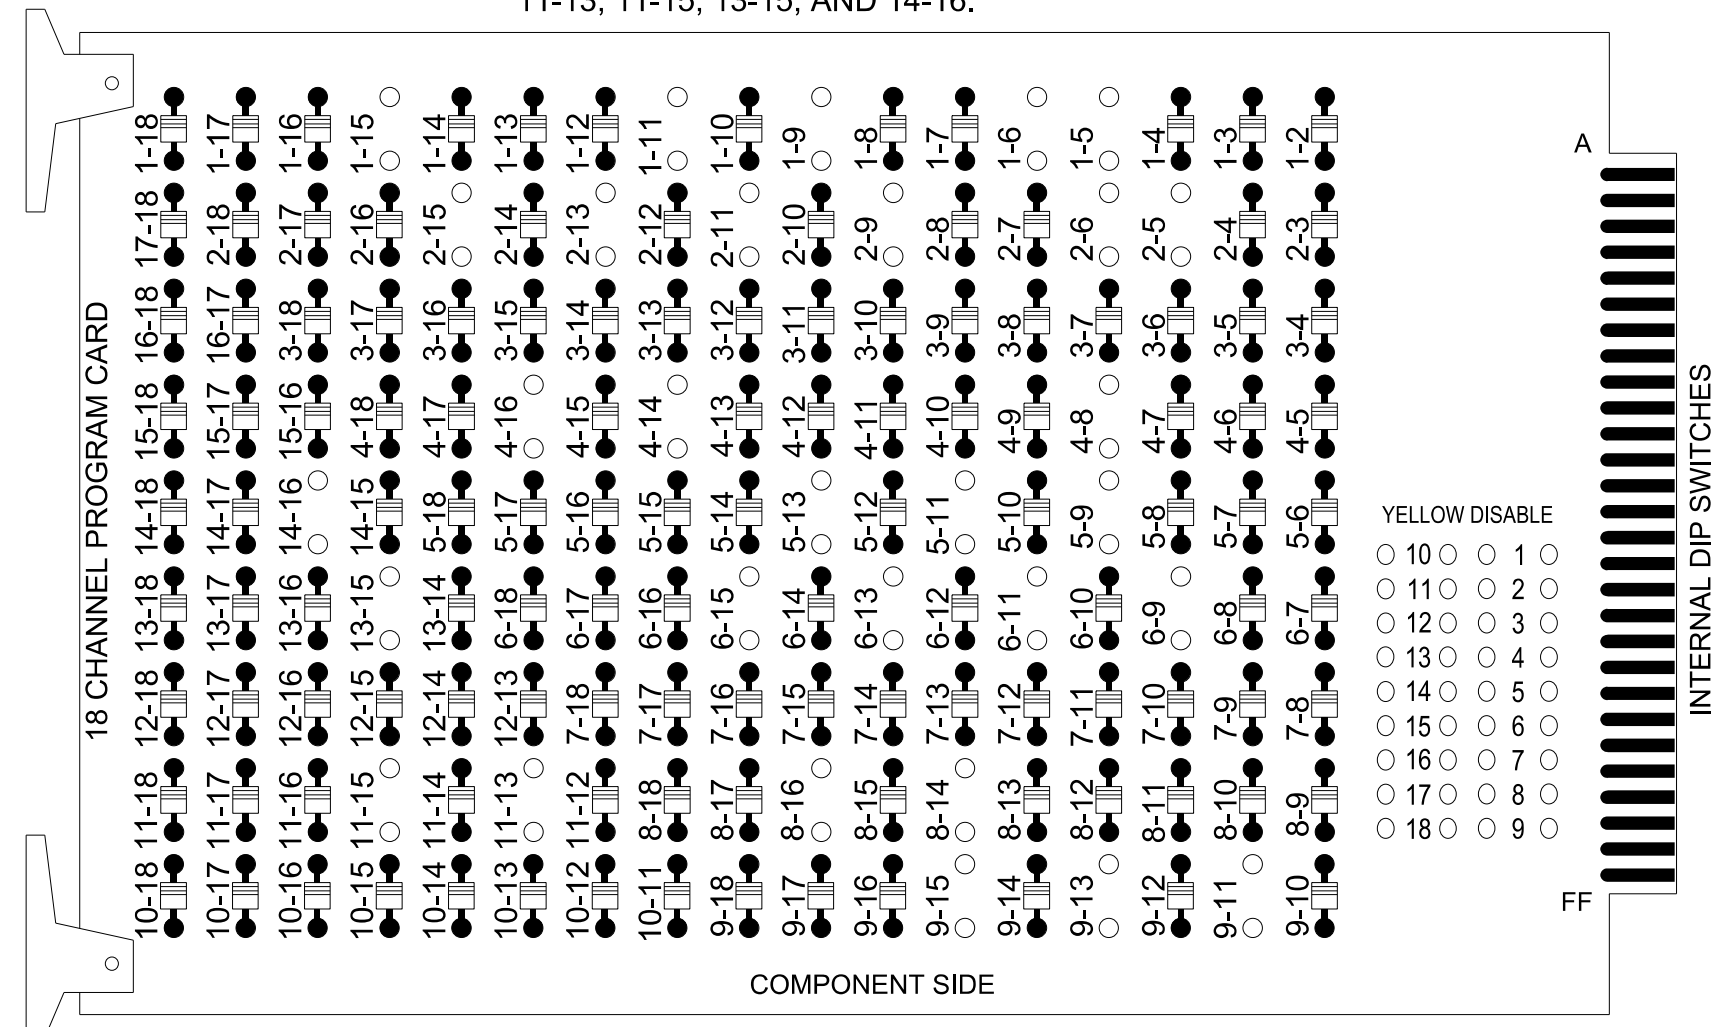 11-13, 11-15, 13-15, AND 14-16.
1-18 1-17 1-16 1-15 1-14 1-13 1-12 1-11 1-10 1-9 1-8 1-7 1-6 1-5 1-4 1-3 1-2
17-18 2-18 2-17 2-16 2-15 2-14 2-13 2-12 2-11 2-10 2-9 2-8 2-7 2-6 2-5 2-4 2-3
16-18 16-17 3-18 3-17 3-16 3-15 3-14 3-13 3-12 3-11 3-10 3-9 3-8 3-7 3-6 3-5 3-4
15-18 15-17 15-16 4-18 4-17 4-16 4-15 4-14 4-13 4-12 4-11 4-10 4-9 4-8 4-7 4-6 4-5
14-18 14-17 14-16 14-15 5-18 5-17 5-16 5-15 5-14 5-13 5-12 5-11 5-10 5-9 5-8 5-7 5-6
13-18 13-17 13-16 13-15 13-14 6-18 6-17 6-16 6-15 6-14 6-13 6-12 6-11 6-10 6-9 6-8 6-7
12-18 12-17 12-16 12-15 12-14 12-13 7-18 7-17 7-16 7-15 7-14 7-13 7-12 7-11 7-10 7-9 7-8
11-18 11-17 11-16 11-15 11-14 11-13 11-12 8-18 8-17 8-16 8-15 8-14 8-13 8-12 8-11 8-10 8-9
10-18 10-17 10-16 10-15 10-14 10-13 10-12 10-11 9-18 9-17 9-16 9-15 9-14 9-13 9-12 9-11 9-10
18 CHANNEL PROGRAM CARD
COMPONENT SIDE
YELLOW DISABLE
10 1
11 2
12 3
13 4
14 5
15 6
16 7
17 8
18 9
A
FF
INTERNAL DIP SWITCHES